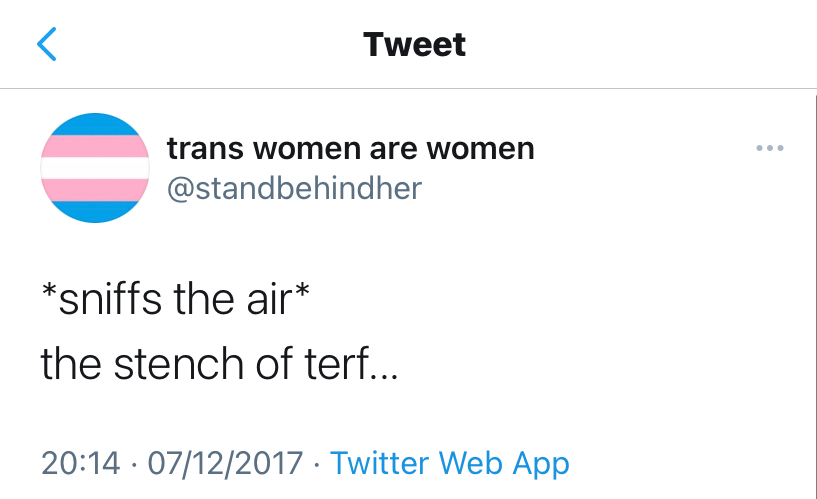 Tweet
trans women are women
@standbehindher
*sniffs the air*
the stench of terf...
20:14 · 07/12/2017 · Twitter Web App